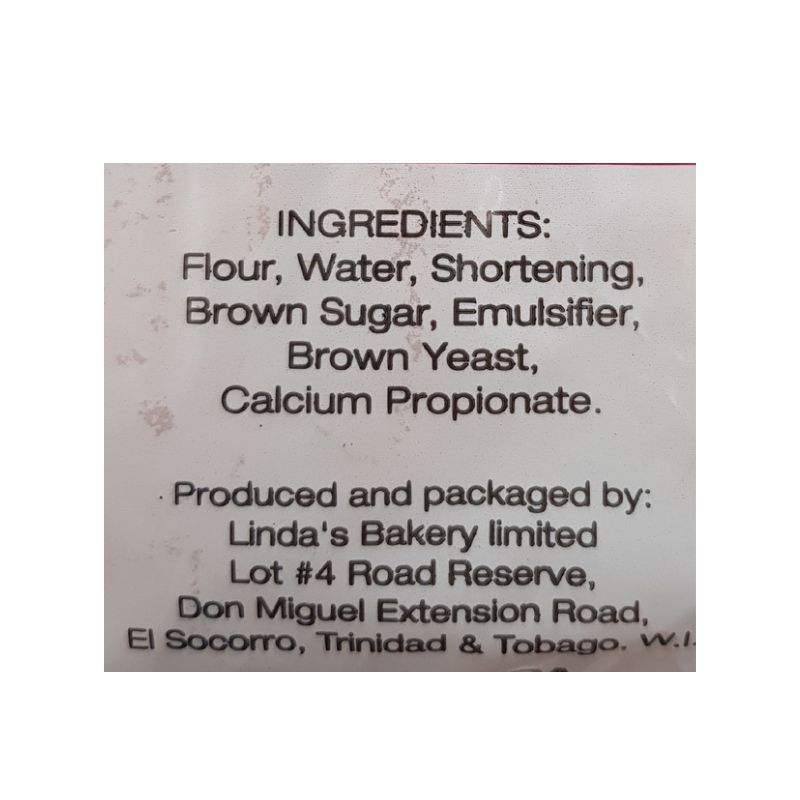 INGREDIENTS:
Flour, Water, Shortening,
Brown Sugar, Emulsifier,
Brown Yeast,
Calcium Propionate.
Produced and packaged by:
Linda's Bakery limited
Lot #4 Road Reserve,
Don Miguel Extension Road,
El Socorro, Trinidad & Tobago. W.I.